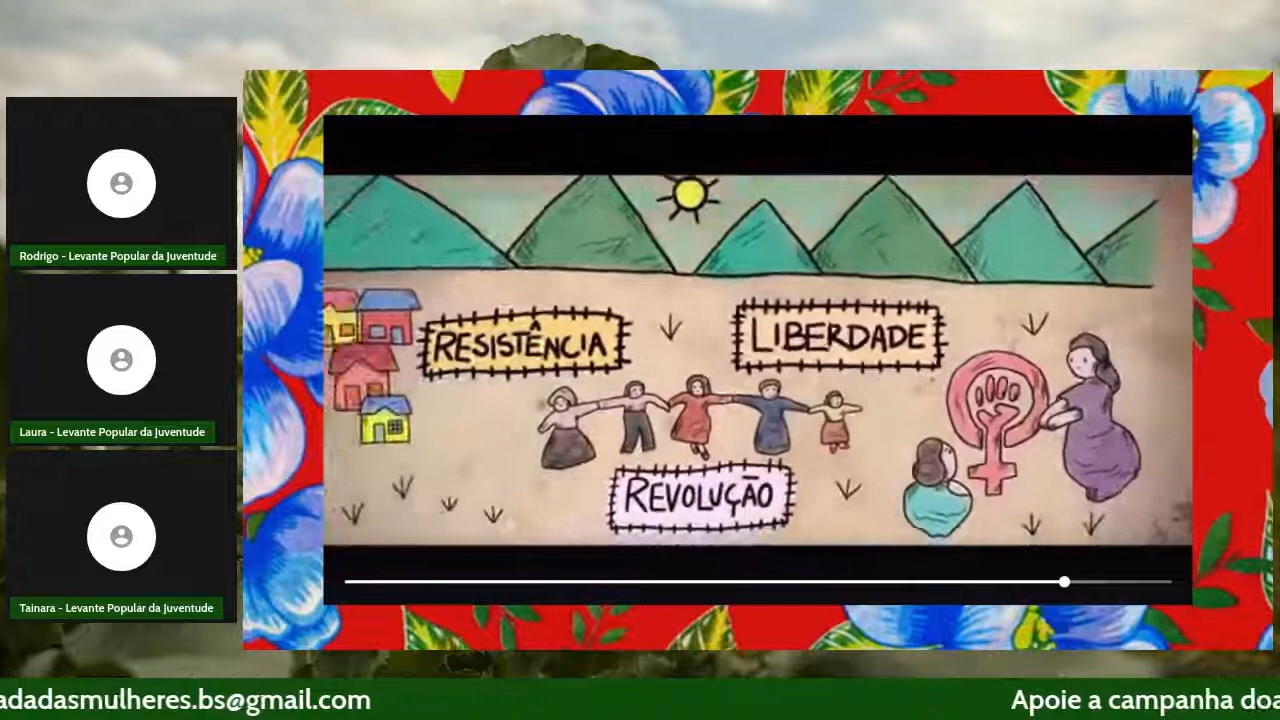 Rodrigo - Levante Popular da Juventude
Laura - Levante Popular da Juventude
Tainara - Levante Popular da Juventude
RESISTÊNCIA
LIBERDADE
REVOLUÇÃO
adadasmulheres.bs@gmail.com
Apoie a campanha doa